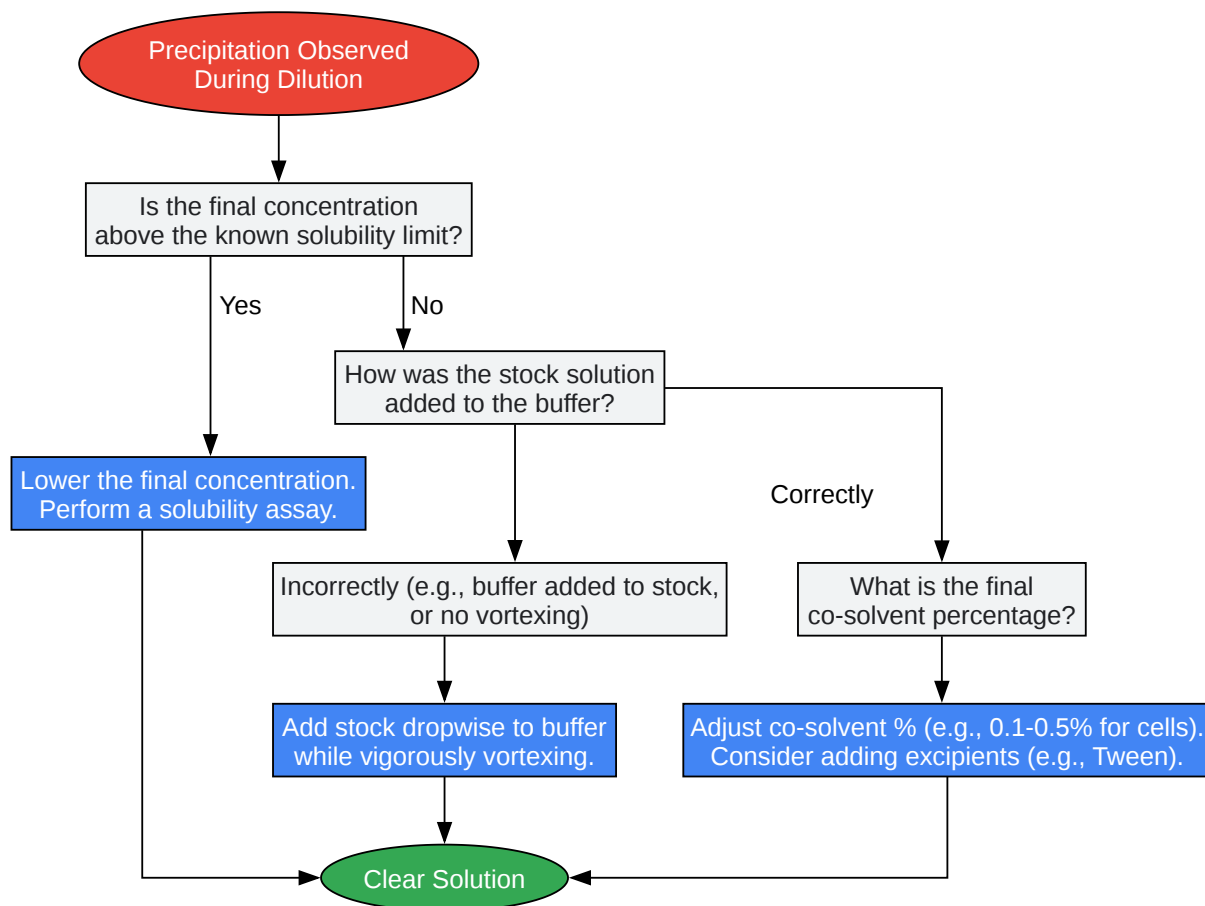 Precipitation Observed
During Dilution
Is the final concentration
above the known solubility limit?
Yes
No
How was the stock solution
added to the buffer?
Lower the final concentration.
Perform a solubility assay.
Correctly
Incorrectly (e.g., buffer added to stock,
or no vortexing)
What is the final
co-solvent percentage?
Add stock dropwise to buffer
while vigorously vortexing.
Adjust co-solvent % (e.g., 0.1-0.5% for cells).
Consider adding excipients (e.g., Tween).
Clear Solution